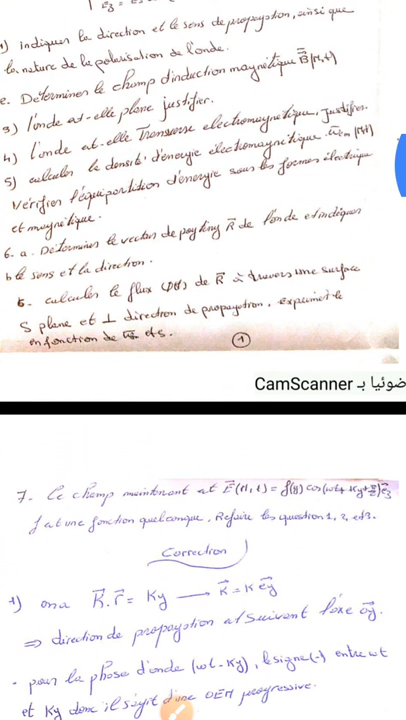 1) Indiquer la direction et le sens de propagation, ainsi que
la nature de la polarisation de l'onde.
2. Déterminer le champ d'induction magnétique B⃗(M,t)
3) l'onde est-elle plane justifier.
4) l'onde est-elle Transverse electromagnétique, justifier.
5) calculer la densité d'énergie électromagnétique
Vérifier l'équipartition d'énergie sous les formes électrique
et magnétique.
6. a. Déterminer le vecteur de poynting R⃗ de l'onde et indiquer
b le sens et la direction.
6- calculer le flux de R⃗ à travers une surface
S plane et ⊥ direction de propagation. exprimer le
en fonction de et s.
1
ضوئيا بـ CamScanner
7- le champ maintenant est E⃗(M,t) = f(y) cos(ωt + Ky + π/2) e⃗z
f est une fonction quelconque. Refaire les question 1, 2, et 3.
Correction
1) on a K⃗.r⃗ = Ky → K⃗ = K e⃗y
⇒ direction de propagation est suivant l'axe oy.
- pour la phase d'onde (ωt - Ky), le signe (-) entre ωt
et Ky donc il s'agit d'une OEM progressive.